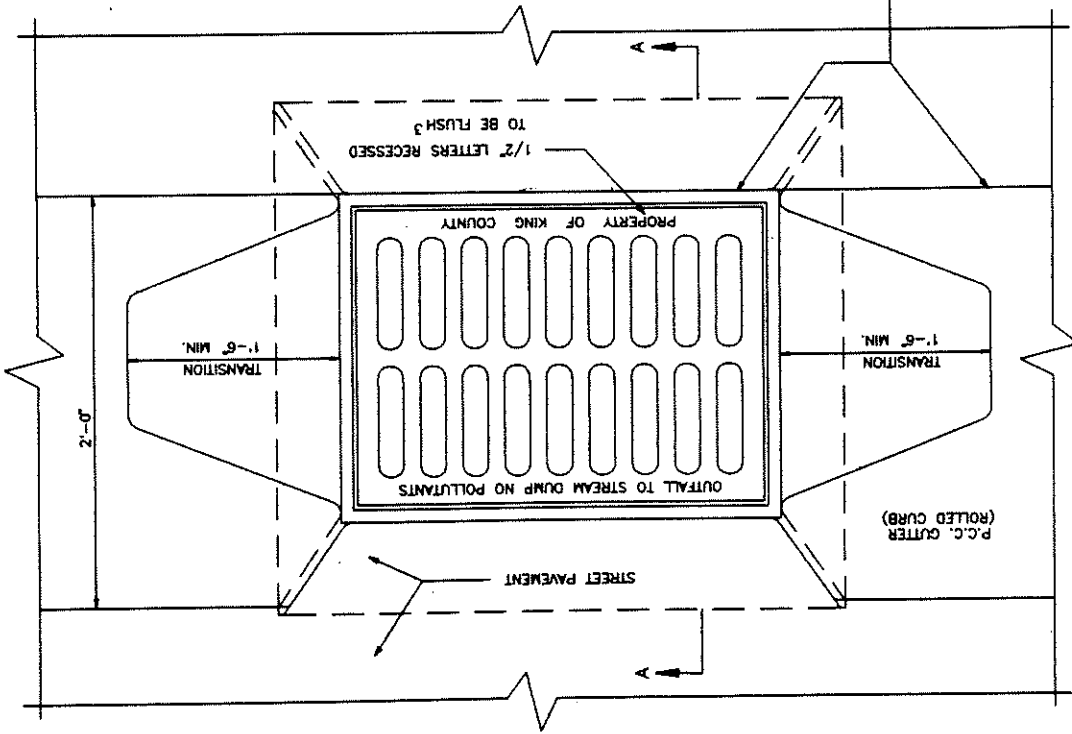 A
STREET PAVEMENT
P.C.C. GUTTER
(ROLLED CURB)
OUTFALL TO STREAM DUMP NO POLLUTANTS
2'-0"
TRANSITION
1'-6" MIN.
TRANSITION
1'-6" MIN.
PROPERTY OF KING COUNTY
1/2" LETTERS RECESSED
TO BE FLUSH³
A